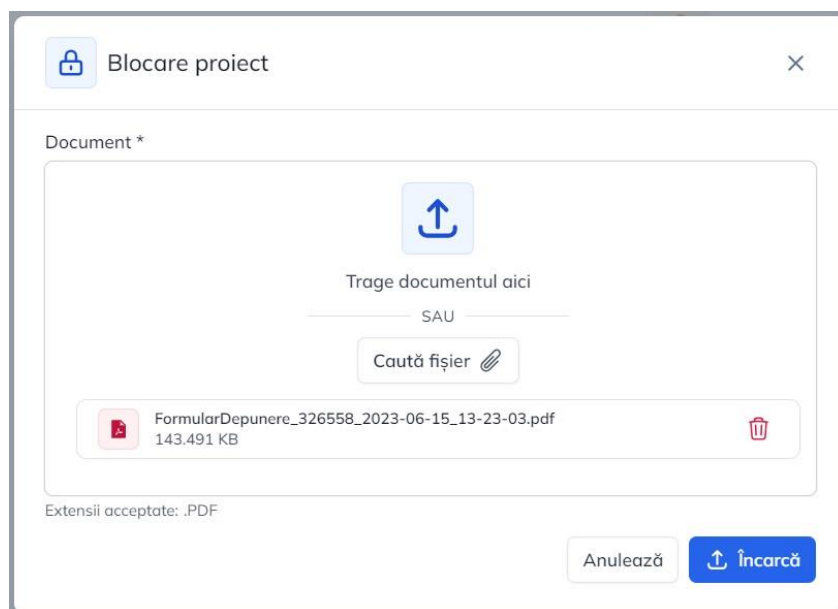 Blocare proiect
Document *
Trage documentul aici
SAU
Caută fișier
FormularDepunere_326558_2023-06-15_13-23-03.pdf
143.491 KB
Extensii acceptate: .PDF
Anulează
Încarcă